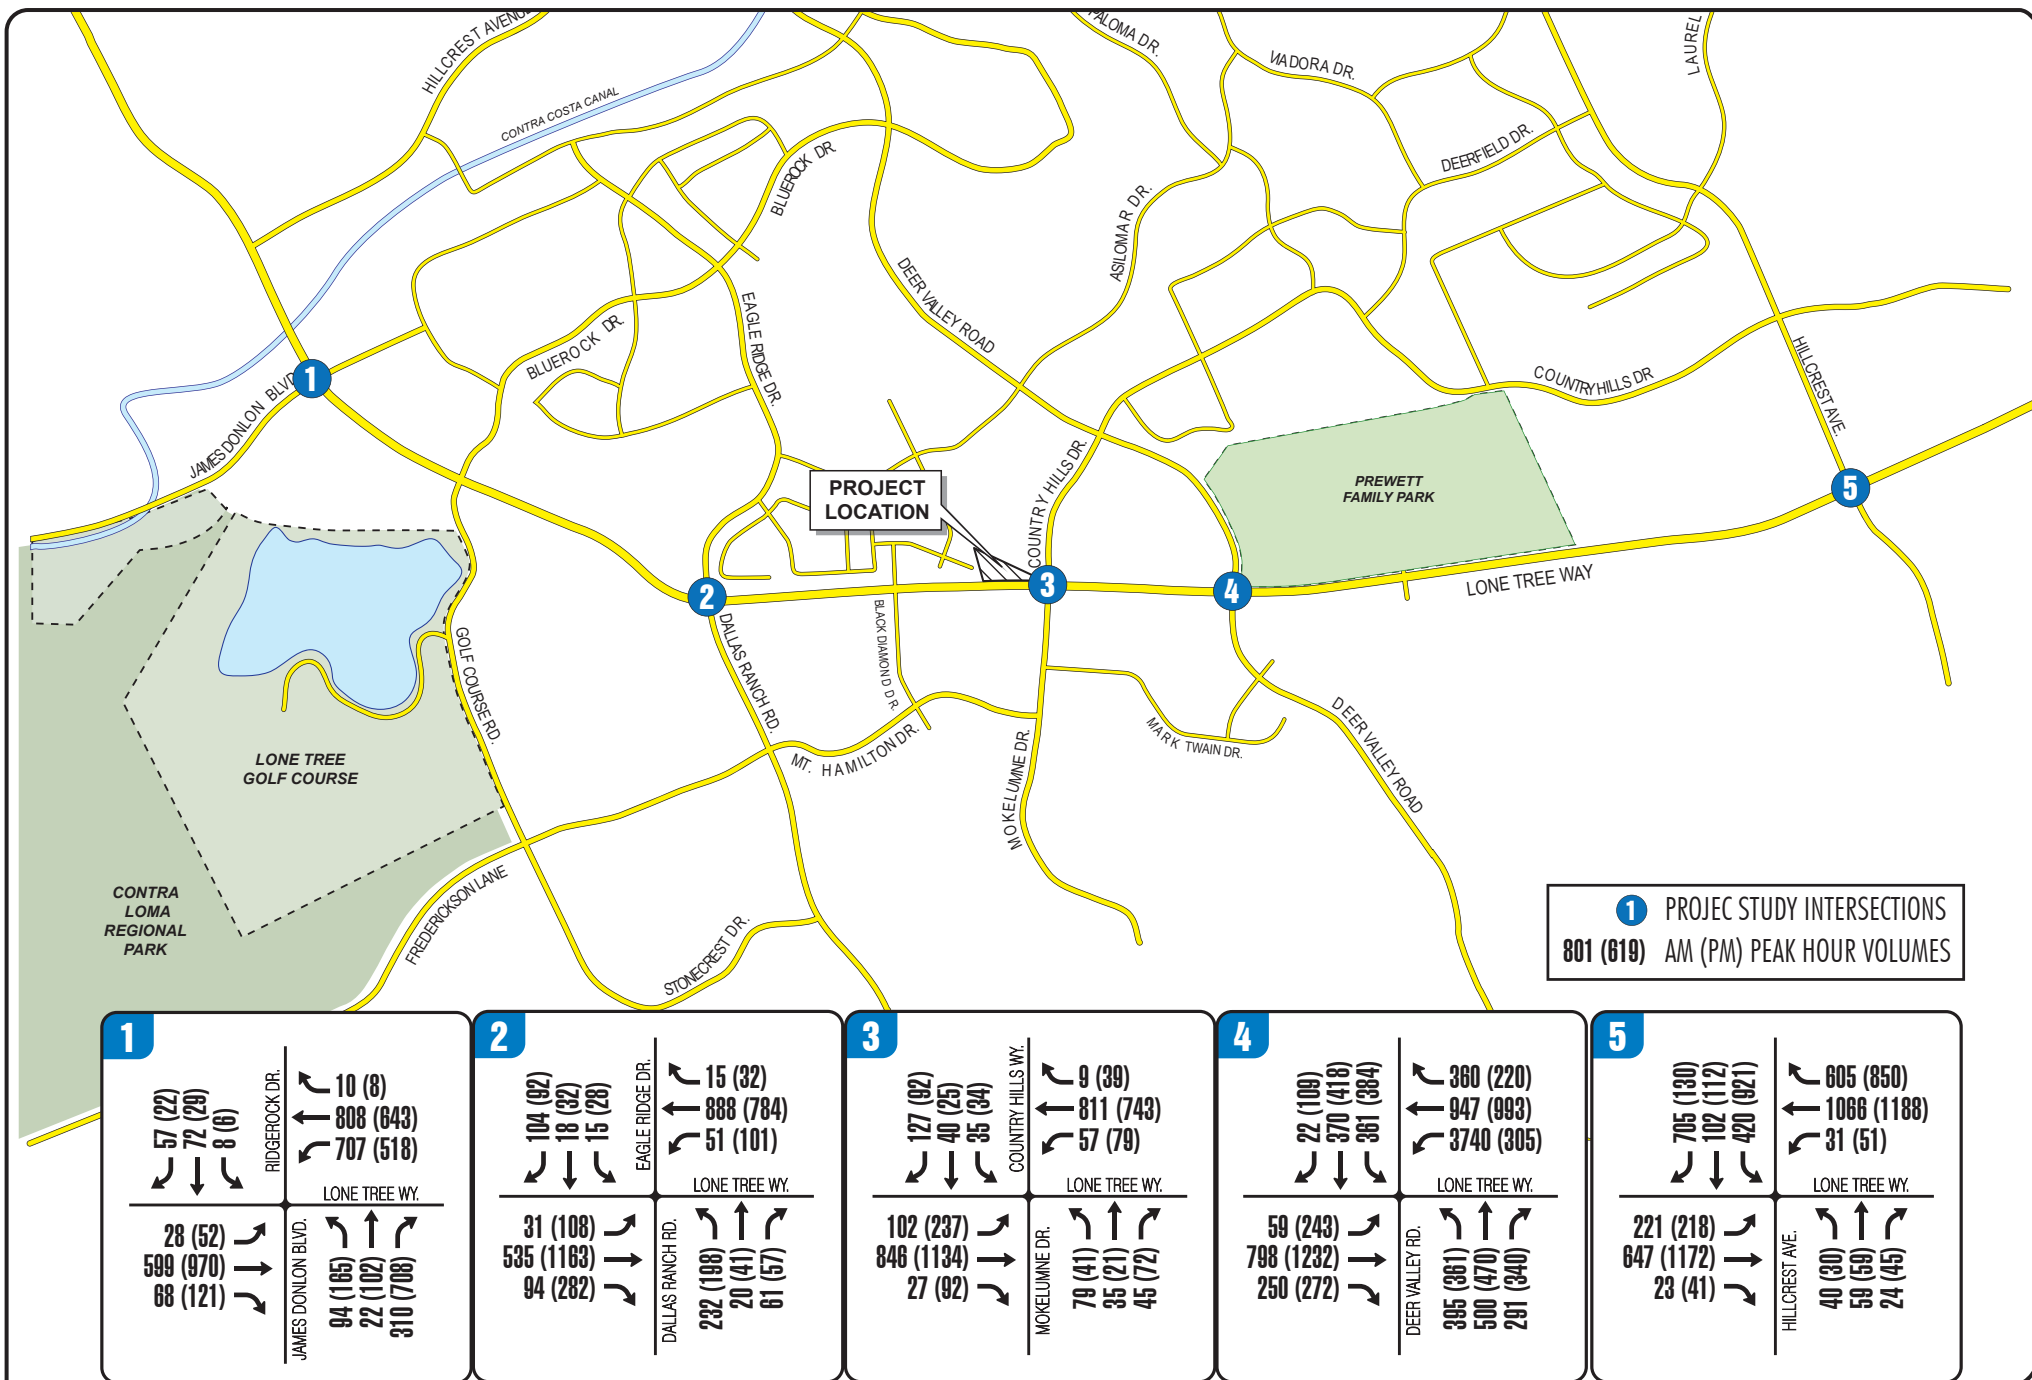 HILLCREST AVENUE
CONTRA COSTA CANAL
PALOMA DR.
VIADORA DR.
LAUREL
DEERFIELD DR.
BLUEROCK DR.
ASILOMAR DR.
DEER VALLEY ROAD
EAGLE RIDGE DR.
BLUEROCK DR.
JAMES DONLON BLVD.
1
COUNTRY HILLS DR
HILLCREST AVE.
COUNTRY HILLS DR.
PROJECT
LOCATION
PREWETT
FAMILY PARK
5
2
3
4
LONE TREE WAY
BLACK DIAMOND DR.
DALLAS RANCH RD.
GOLF COURSE RD.
MT. HAMILTON DR.
MOKELUMNE DR.
MARK TWAIN DR.
DEER VALLEY ROAD
LONE TREE
GOLF COURSE
CONTRA
LOMA
REGIONAL
PARK
FREDERICKSON LANE
STONECREST DR.
1 PROJEC STUDY INTERSECTIONS
801 (619) AM (PM) PEAK HOUR VOLUMES
1
57 (22)
72 (29)
8 (6)
RIDGEROCK DR.
10 (8)
808 (643)
707 (518)
LONE TREE WY.
28 (52)
599 (970)
68 (121)
JAMES DONLON BLVD.
94 (165)
22 (102)
310 (708)
2
104 (92)
18 (32)
15 (28)
EAGLE RIDGE DR.
15 (32)
888 (784)
51 (101)
LONE TREE WY.
31 (108)
535 (1163)
94 (282)
DALLAS RANCH RD.
232 (198)
20 (41)
61 (57)
3
127 (92)
40 (25)
35 (34)
COUNTRY HILLS WY.
9 (39)
811 (743)
57 (79)
LONE TREE WY.
102 (237)
846 (1134)
27 (92)
MOKELUMNE DR.
79 (41)
35 (21)
45 (72)
4
22 (109)
370 (418)
361 (384)
360 (220)
947 (993)
3740 (305)
LONE TREE WY.
59 (243)
798 (1232)
250 (272)
DEER VALLEY RD.
395 (361)
500 (470)
291 (340)
5
705 (130)
102 (112)
420 (921)
605 (850)
1066 (1188)
31 (51)
LONE TREE WY.
221 (218)
647 (1172)
23 (41)
HILLCREST AVE.
40 (30)
59 (59)
24 (45)